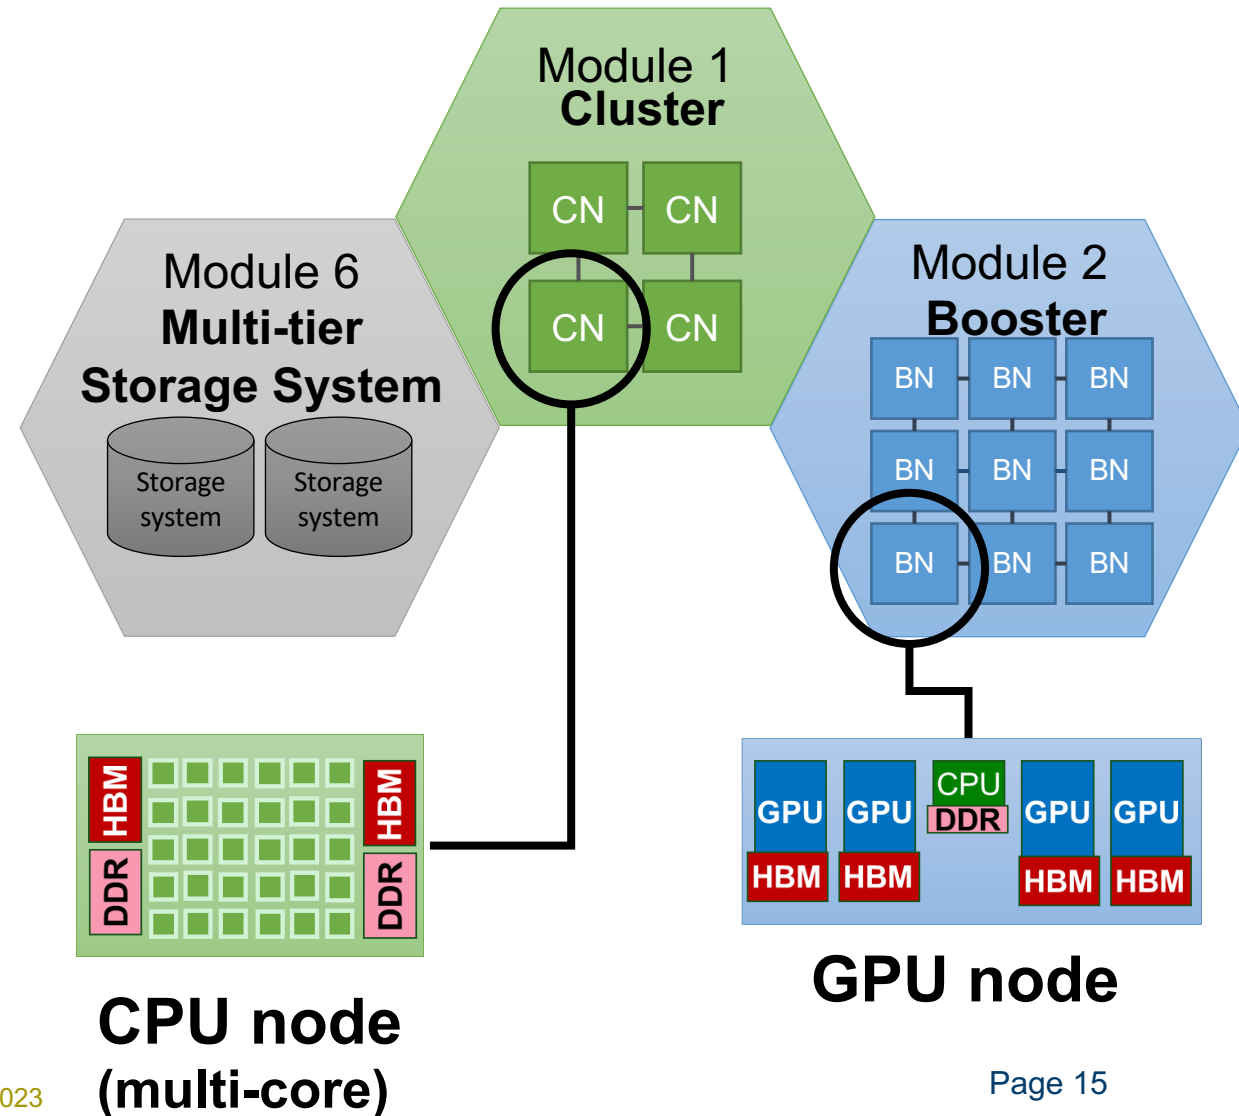 Module 1
Cluster
CN CN
CN CN
Module 6
Multi-tier
Storage System
Storage
system
Storage
system
Module 2
Booster
BN BN BN
BN BN BN
BN BN BN
HBM
DDR
HBM
DDR
CPU node
(multi-core)
GPU GPU CPU GPU GPU
DDR
HBM HBM HBM HBM
GPU node
023
Page 15